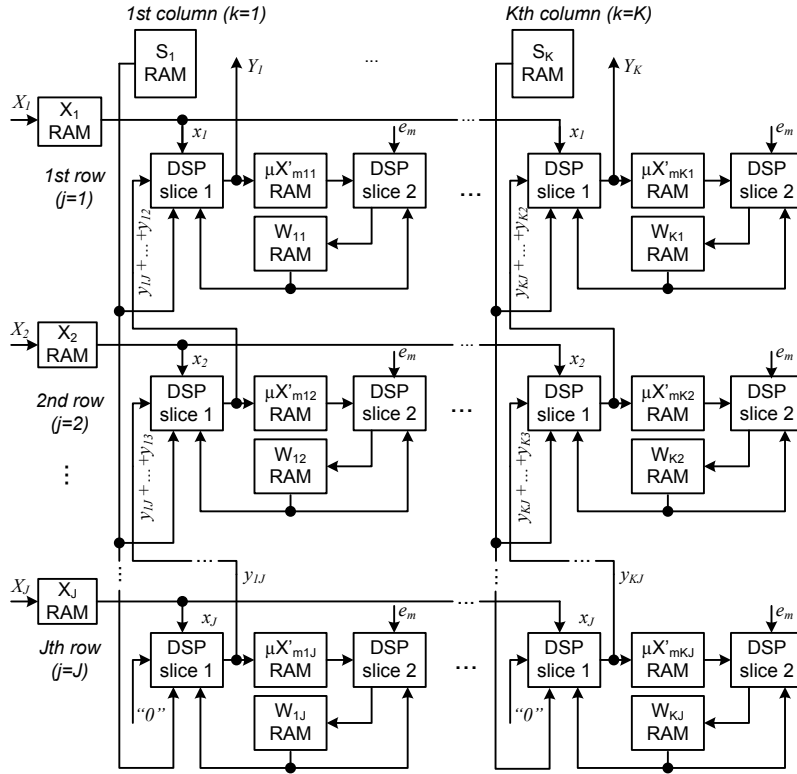 1st column (k=1)
Kth column (k=K)
S1
RAM
Y1
...
SK
RAM
YK
X1
X1
RAM
x1
em
...
x1
em
1st row
(j=1)
DSP
slice 1
μX'm11
RAM
DSP
slice 2
...
DSP
slice 1
μX'mK1
RAM
DSP
slice 2
y1J+...+y12
W11
RAM
yKJ+...+yK2
WK1
RAM
X2
X2
RAM
x2
em
...
x2
em
2nd row
(j=2)
DSP
slice 1
μX'm12
RAM
DSP
slice 2
...
DSP
slice 1
μX'mK2
RAM
DSP
slice 2
...
y1J+...+y13
W12
RAM
yKJ+...+yK3
WK2
RAM
...
...
y1J
...
...
yKJ
XJ
XJ
RAM
xJ
em
...
xJ
em
Jth row
(j=J)
DSP
slice 1
μX'm1J
RAM
DSP
slice 2
...
DSP
slice 1
μX'mKJ
RAM
DSP
slice 2
“0”
W1J
RAM
“0”
WKJ
RAM